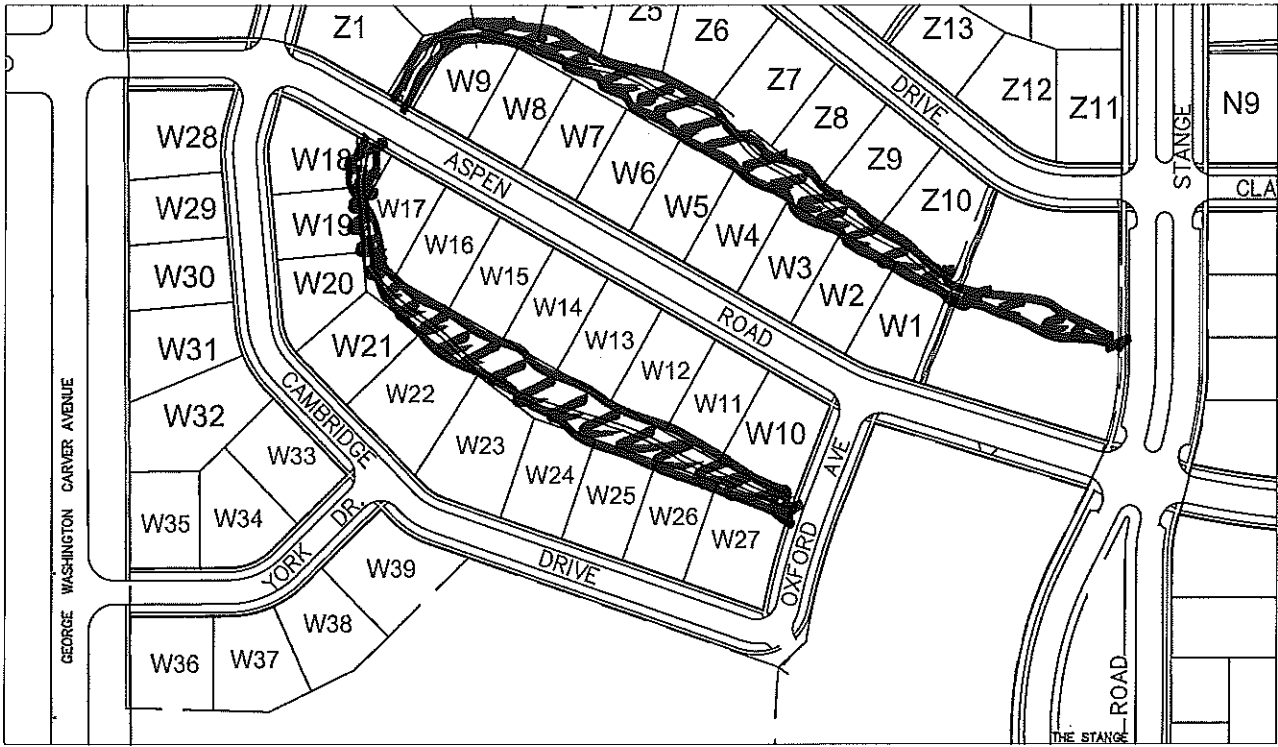 Z1
Z5
Z6
Z13
Z12
Z11
N9
W9
Z7
DRIVE
W28
W8
Z8
STANGE
W18
ASPEN
W7
Z9
CLA
W29
W19
W17
W6
Z10
W16
W5
W30
W20
W15
W4
W14
W3
W31
W21
W13
ROAD
W2
W1
W22
W12
W32
CAMBRIDGE
W11
W10
W33
W23
W24
AVE
W35
W34
DR.
W25
W26
W27
GEORGE WASHINGTON CARVER AVENUE
YORK
W39
DRIVE
OXFORD
W38
W36
W37
ROAD
THE STANGE